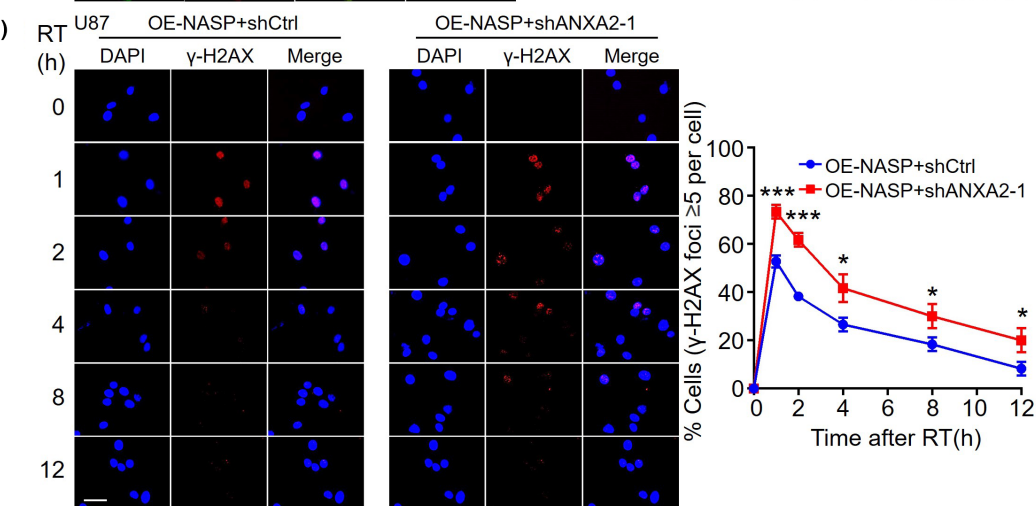 )
U87
OE-NASP+shCtrl
OE-NASP+shANXA2-1
RT
(h)
DAPI γ-H2AX Merge
DAPI γ-H2AX Merge
0
1
2
4
8
12
% Cells (γ-H2AX foci ≥5 per cell)
100
80
60
40
20
0
OE-NASP+shCtrl
OE-NASP+shANXA2-1
***
***
*
*
*
0 2 4 6 8 10 12
Time after RT(h)